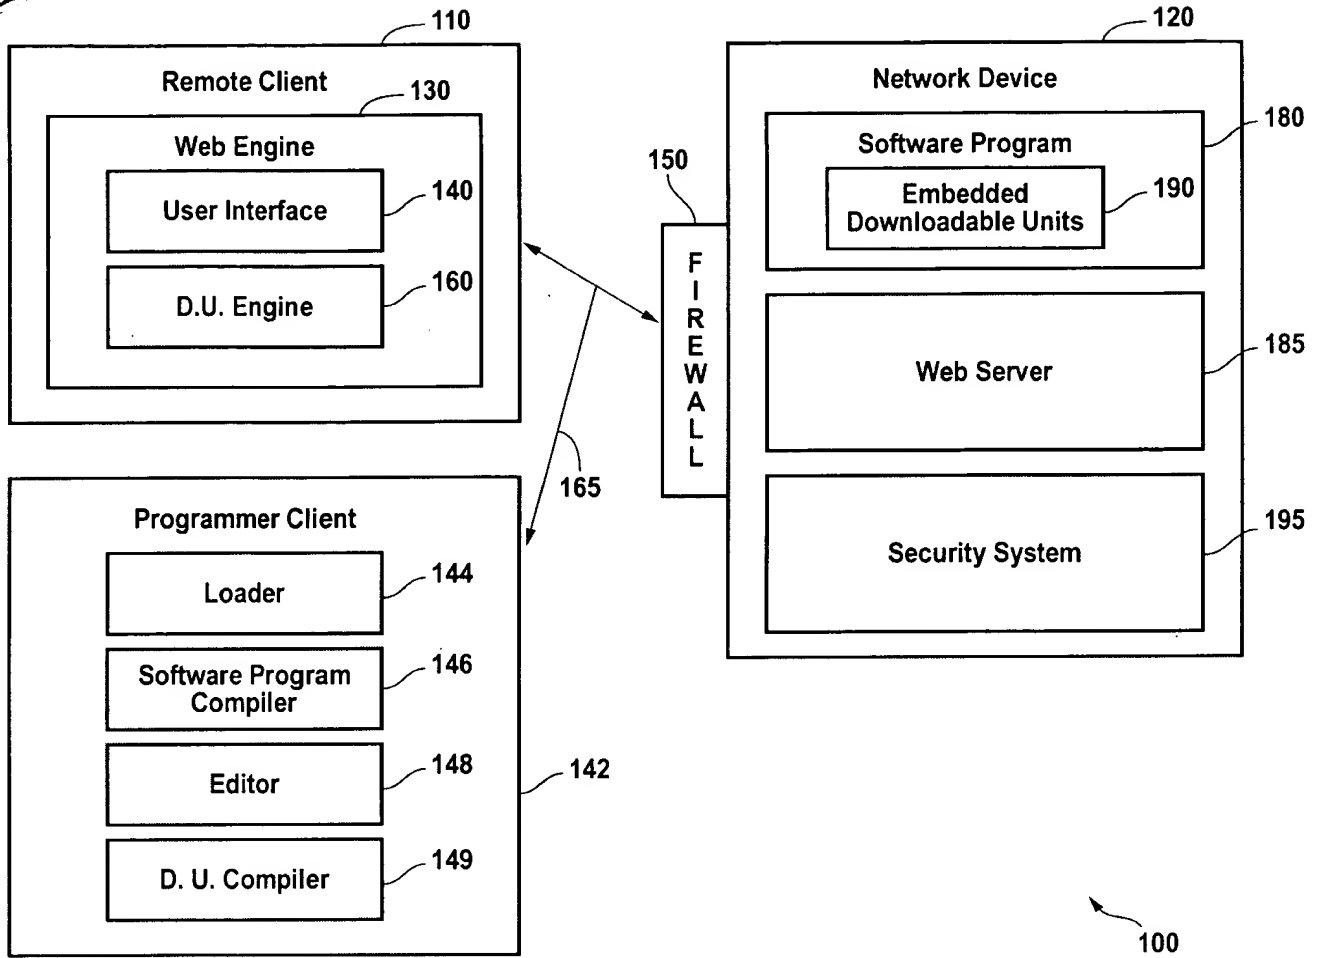 110
Remote Client
130
Web Engine
User Interface
140
D.U. Engine
160
Programmer Client
Loader
144
Software Program
Compiler
146
Editor
148
D. U. Compiler
149
142
165
150
FIREWALL
120
Network Device
180
Software Program
Embedded
Downloadable Units
190
Web Server
185
Security System
195
100